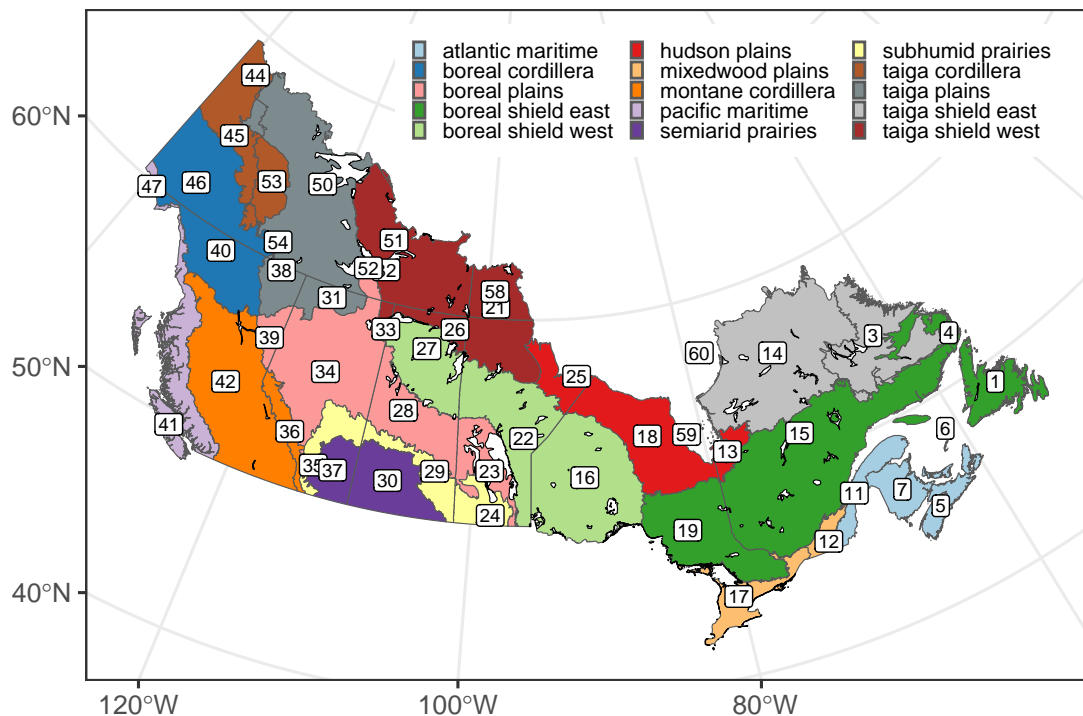 atlantic maritime
boreal cordillera
boreal plains
boreal shield east
boreal shield west
hudson plains
mixedwood plains
montane cordillera
pacific maritime
semiarid prairies
subhumid prairies
taiga cordillera
taiga plains
taiga shield east
taiga shield west
60°N
50°N
40°N
120°W
100°W
80°W
44
45
53
50
46
47
40
54
38
31
51
52
32
58
21
26
33
27
39
34
42
41
36
28
35
37
30
29
23
24
22
25
18
59
16
19
60
14
3
4
1
15
13
6
11
7
5
12
17